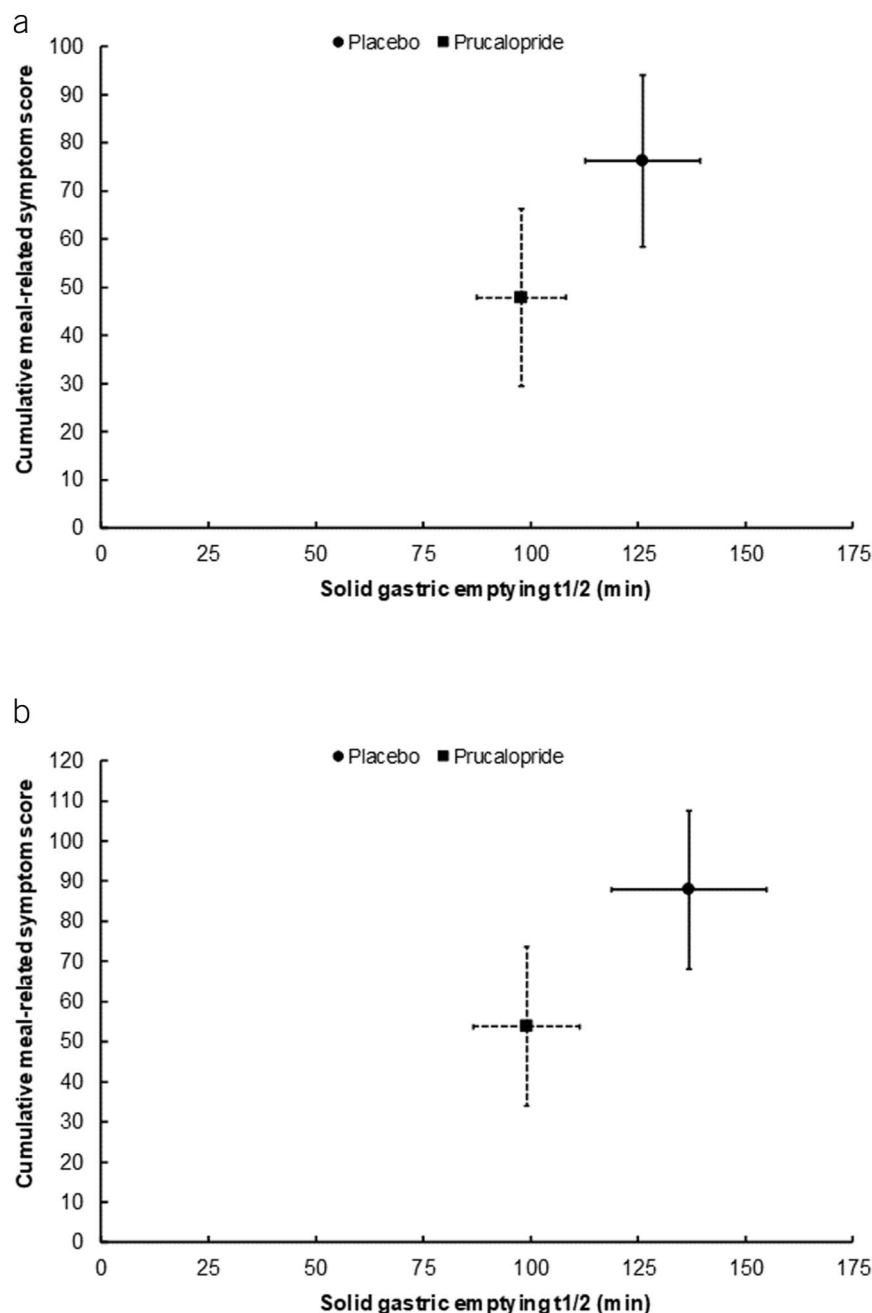 a
Placebo Prucalopride
100
90
80
70
60
50
40
30
20
10
0
Cumulative meal-related symptom score
0 25 50 75 100 125 150 175
Solid gastric emptying t1/2 (min)
b
Placebo Prucalopride
120
110
100
90
80
70
60
50
40
30
20
10
0
Cumulative meal-related symptom score
0 25 50 75 100 125 150 175
Solid gastric emptying t1/2 (min)